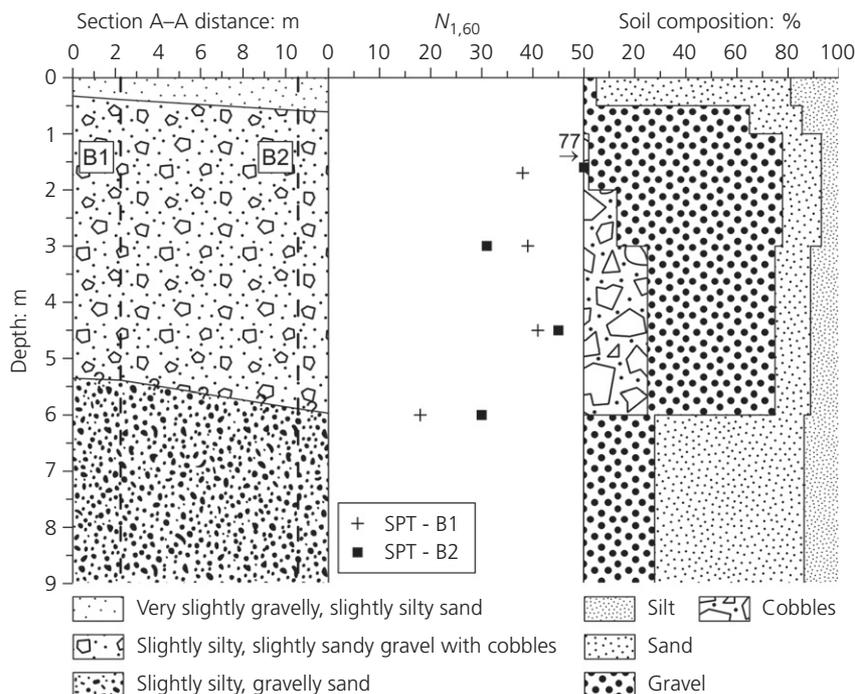 Section A–A distance: m N1,60 Soil composition: %
0 2 4 6 8 10 0 10 20 30 40 50 20 40 60 80 100
Depth: m
0
1
2
3
4
5
6
7
8
9
B1 B2
77
? ? ? ? ?
SPT - B1
SPT - B2
Very slightly gravelly, slightly silty sand
Slightly silty, slightly sandy gravel with cobbles
Slightly silty, gravelly sand
Silt Cobbles
Sand
Gravel